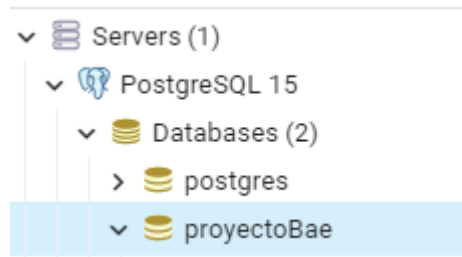 Servers (1)
PostgreSQL 15
Databases (2)
postgres
proyectoBae